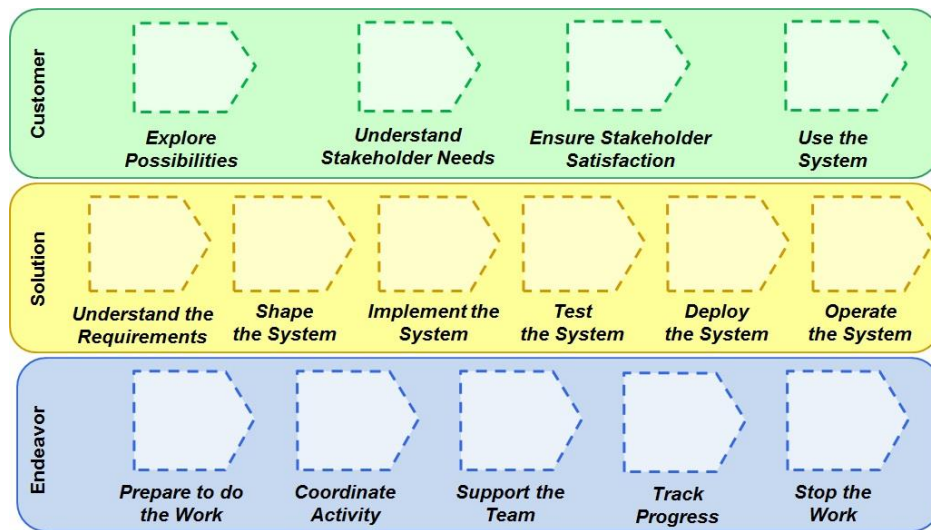 Customer
Explore
Possibilities
Understand
Stakeholder Needs
Ensure Stakeholder
Satisfaction
Use the
System
Solution
Understand the
Requirements
Shape
the System
Implement the
System
Test
the System
Deploy
the System
Operate
the System
Endeavor
Prepare to do
the Work
Coordinate
Activity
Support the
Team
Track
Progress
Stop the
Work